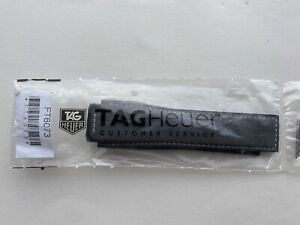 FT6073
TAG
HEUER
TAGHeuer
CUSTOMER SERVICE